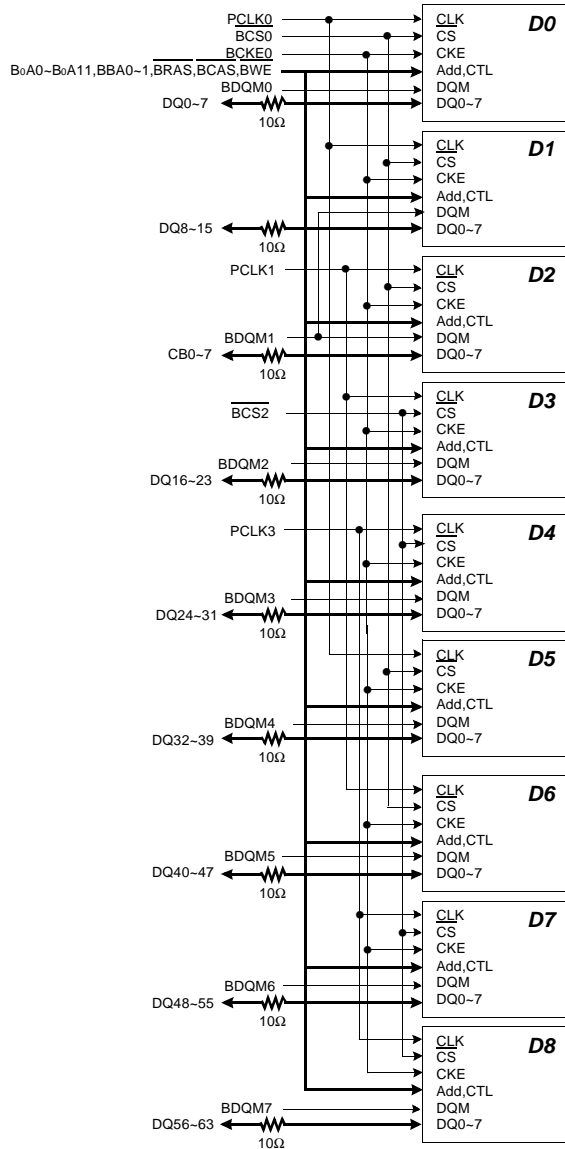 PCLK0 CLK D0
BCS0 CS
BCKE0 CKE
B0A0~B0A11,BBA0~1,BRAS,BCAS,BWE Add,CTL
BDQM0 DQM
DQ0~7 DQ0~7
10Ω
CLK D1
CS
CKE
Add,CTL
DQM
DQ8~15 DQ0~7
10Ω
PCLK1 CLK D2
CS
CKE
Add,CTL
BDQM1 DQM
CB0~7 DQ0~7
10Ω
CLK D3
BCS2 CS
CKE
Add,CTL
BDQM2 DQM
DQ16~23 DQ0~7
10Ω
PCLK3 CLK D4
CS
CKE
Add,CTL
BDQM3 DQM
DQ24~31 DQ0~7
10Ω
CLK D5
CS
CKE
Add,CTL
BDQM4 DQM
DQ32~39 DQ0~7
10Ω
CLK D6
CS
CKE
Add,CTL
BDQM5 DQM
DQ40~47 DQ0~7
10Ω
CLK D7
CS
CKE
Add,CTL
BDQM6 DQM
DQ48~55 DQ0~7
10Ω
CLK D8
CS
CKE
Add,CTL
BDQM7 DQM
DQ56~63 DQ0~7
10Ω